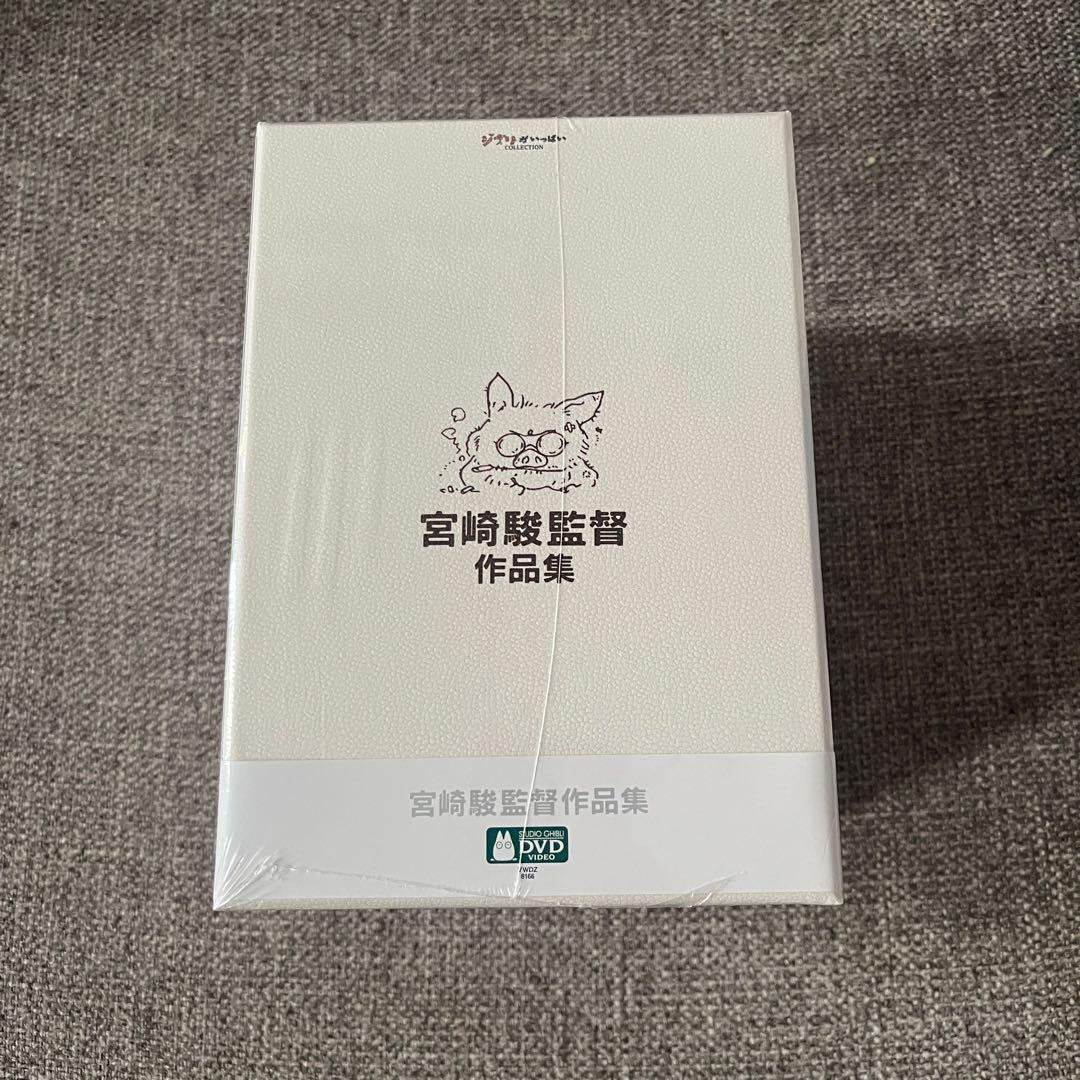 ジブリがいっぱい
COLLECTION
宮崎駿監督
作品集
宮崎駿監督作品集
STUDIO GHIBLI
DVD
VIDEO
VWDZ
8166